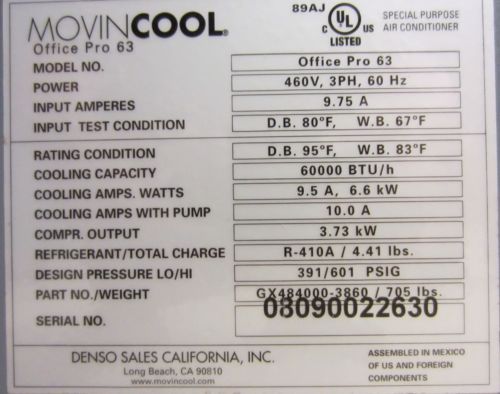 MOVINCOOL®
Office Pro 63
89AJ
C UL® US
LISTED
SPECIAL PURPOSE
AIR CONDITIONER
MODEL NO. Office Pro 63
POWER 460V, 3PH, 60 Hz
INPUT AMPERES 9.75 A
INPUT TEST CONDITION D.B. 80°F, W.B. 67°F
RATING CONDITION D.B. 95°F, W.B. 83°F
COOLING CAPACITY 60000 BTU/h
COOLING AMPS. WATTS 9.5 A, 6.6 kW
COOLING AMPS WITH PUMP 10.0 A
COMPR. OUTPUT 3.73 kW
REFRIGERANT/TOTAL CHARGE R-410A / 4.41 lbs.
DESIGN PRESSURE LO/HI 391/601 PSIG
PART NO./WEIGHT GX484000-3860 / 705 lbs.
SERIAL NO. 08090022630
DENSO SALES CALIFORNIA, INC.
Long Beach, CA 90810
www.movincool.com
ASSEMBLED IN MEXICO
OF US AND FOREIGN
COMPONENTS